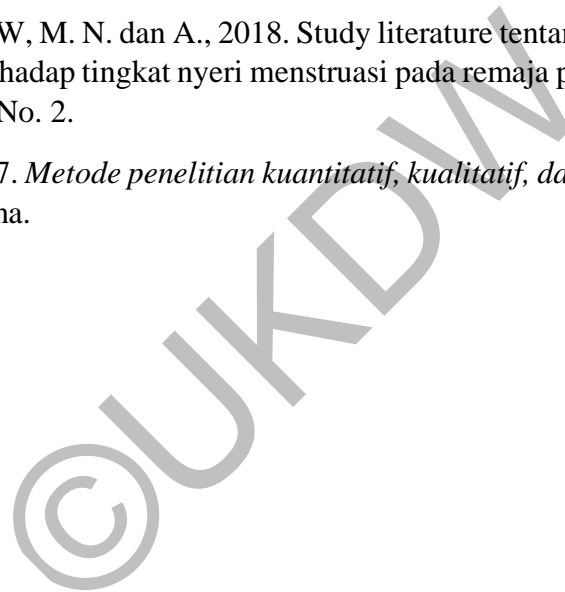 W, M. N. dan A., 2018. Study literature tentan
hadap tingkat nyeri menstruasi pada remaja p
No. 2.
7. Metode penelitian kuantitatif, kualitatif, da
na.
©UKDW